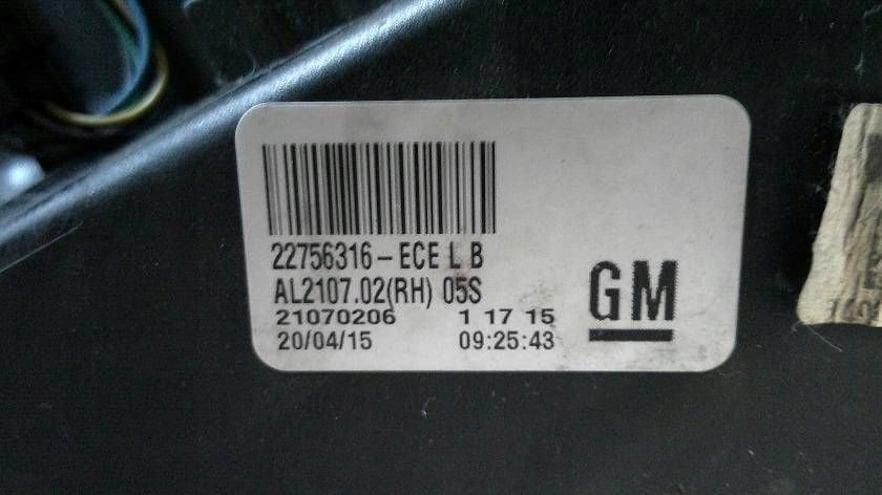 22756316-ECE L B
AL2107.02(RH) 05S
21070206 1 17 15
20/04/15 09:25:43
GM